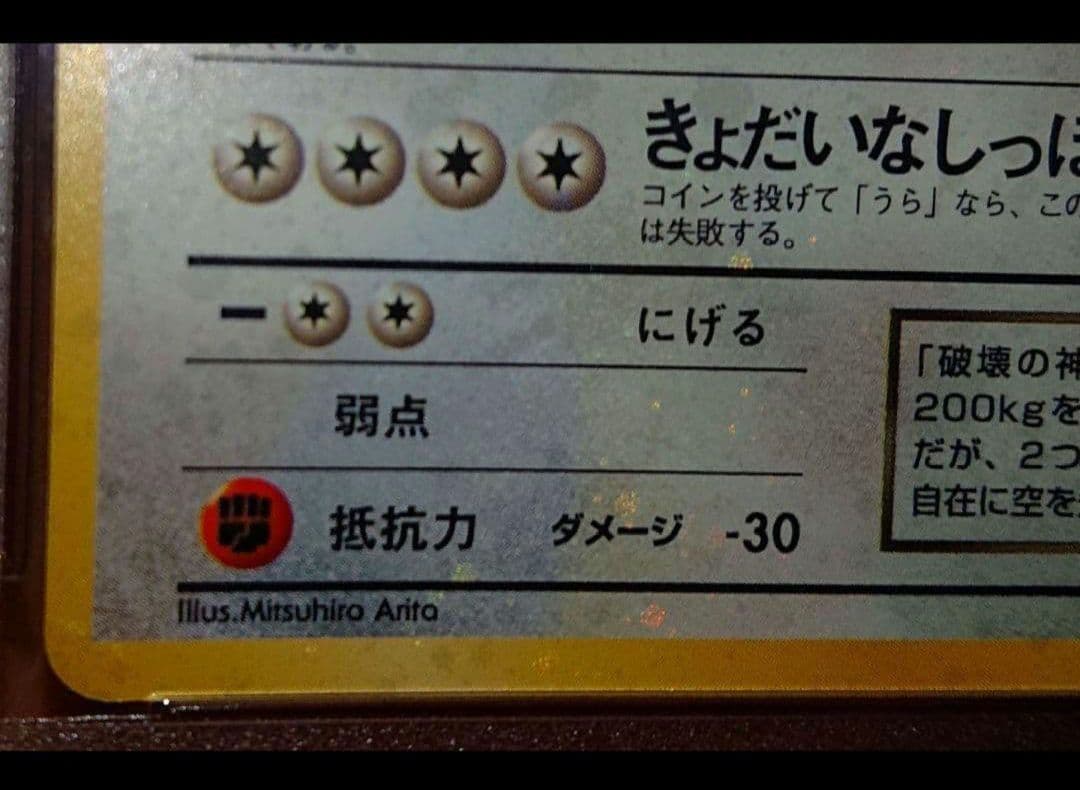 きょだいなしっぽ
コインを投げて「うら」なら、この
は失敗する。
にげる
「破壊の神
200kgを
弱点
だが、2つ
自在に空を
抵抗力 ダメージ -30
Illus.Mitsuhiro Arita